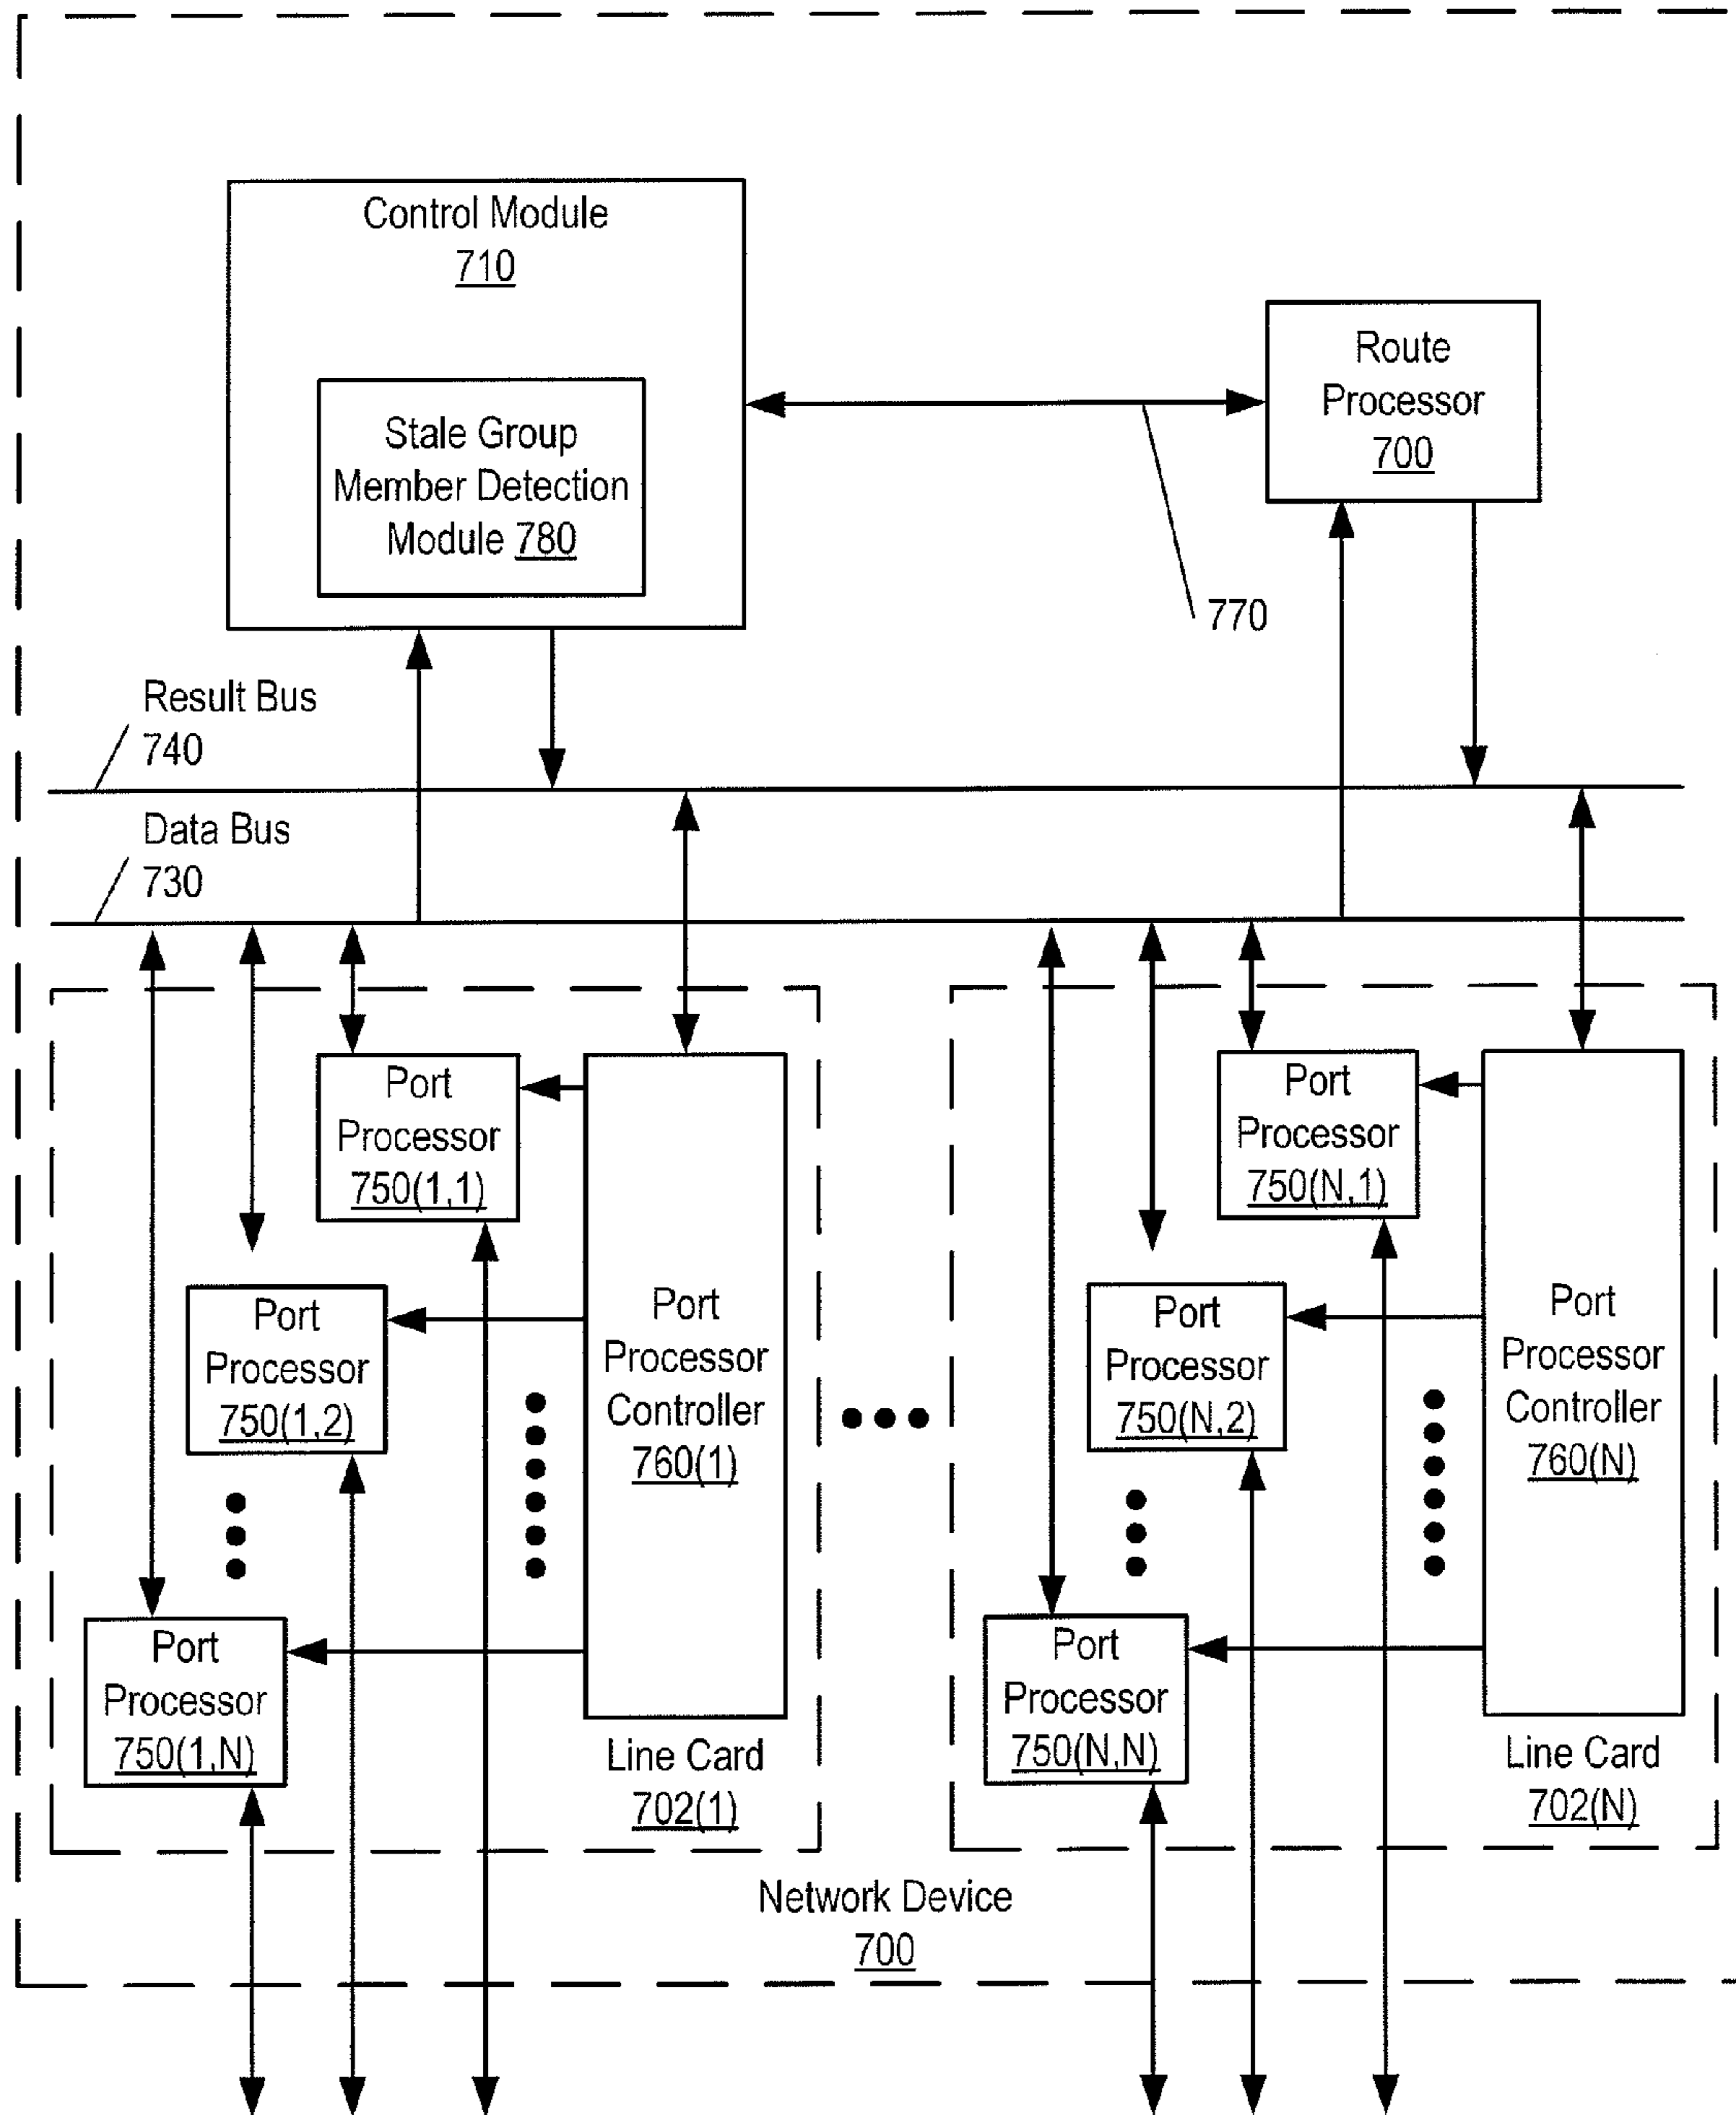 Control Module
710
Stale Group
Member Detection
Module 780
Route
Processor
700
770
Result Bus
740
Data Bus
730
Port
Processor
750(1,1)
Port
Processor
750(1,2)
Port
Processor
750(1,N)
Port
Processor
Controller
760(1)
Line Card
702(1)
Port
Processor
750(N,1)
Port
Processor
750(N,2)
Port
Processor
750(N,N)
Port
Processor
Controller
760(N)
Line Card
702(N)
Network Device
700